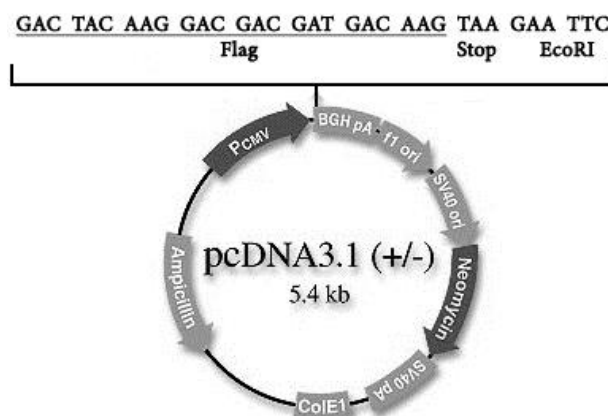 GAC TAC AAG GAC GAC GAT GAC AAG TAA GAA TTC
Flag Stop EcoRI
BGH pA
f1 ori
PCMV
SV40 ori
pcDNA3.1 (+/-)
5.4 kb
Ampicillin
Neomycin
SV40 pA
ColE1